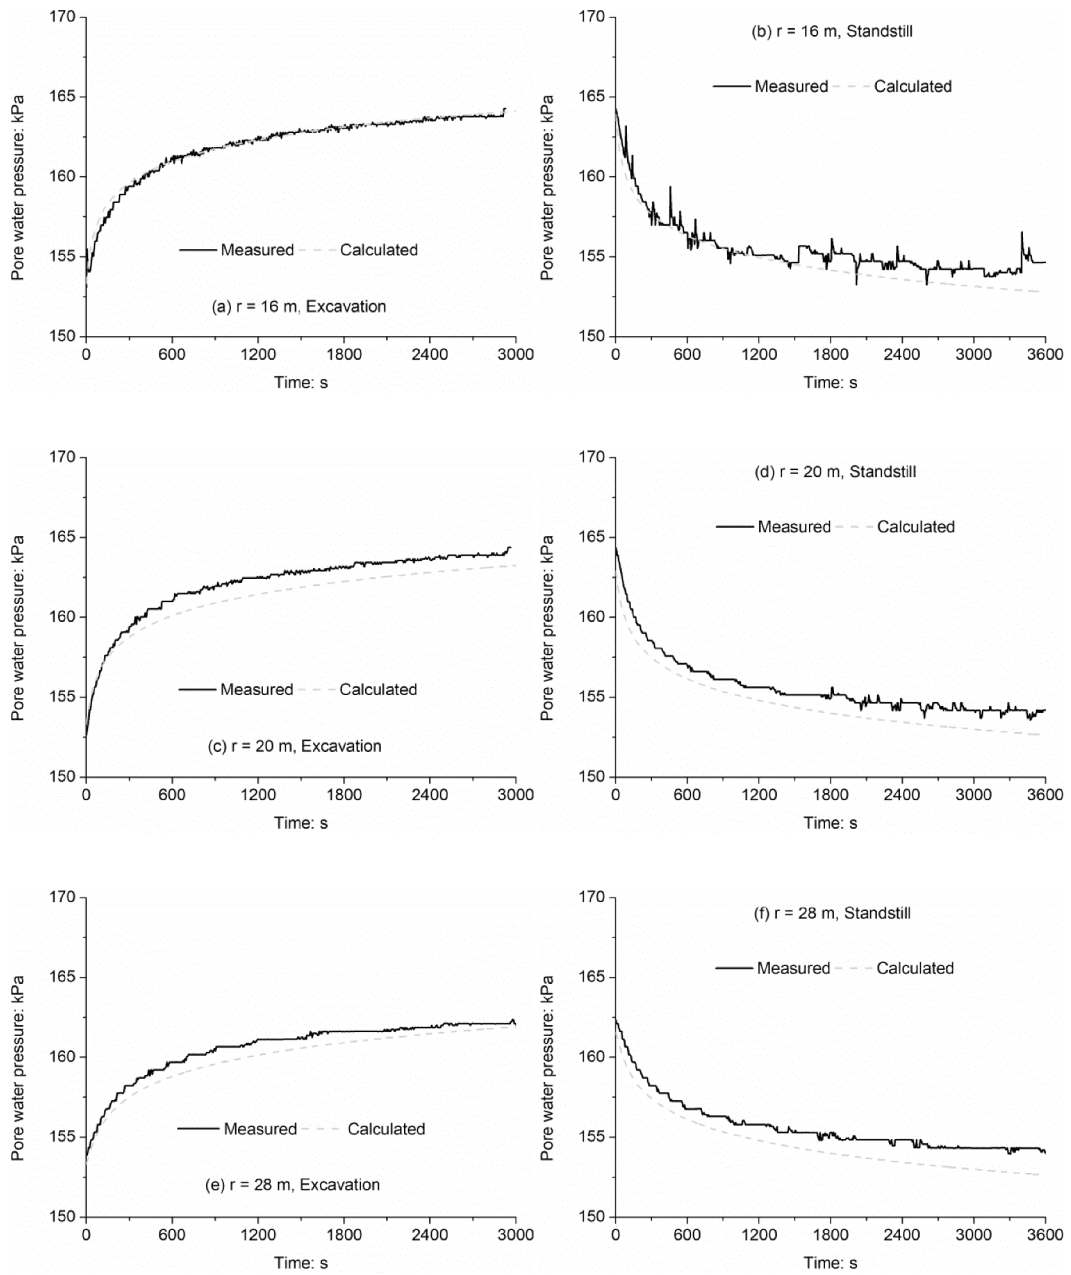 170
165
160
155
150
Pore water pressure: kPa
Measured
Calculated
(a) r = 16 m, Excavation
0
600
1200
1800
2400
3000
Time: s
170
165
160
155
150
Pore water pressure: kPa
(b) r = 16 m, Standstill
Measured
Calculated
0
600
1200
1800
2400
3000
3600
Time: s
170
165
160
155
150
Pore water pressure: kPa
Measured
Calculated
(c) r = 20 m, Excavation
0
600
1200
1800
2400
3000
Time: s
170
165
160
155
150
Pore water pressure: kPa
(d) r = 20 m, Standstill
Measured
Calculated
0
600
1200
1800
2400
3000
3600
Time: s
170
165
160
155
150
Pore water pressure: kPa
Measured
Calculated
(e) r = 28 m, Excavation
0
600
1200
1800
2400
3000
Time: s
170
165
160
155
150
Pore water pressure: kPa
(f) r = 28 m, Standstill
Measured
Calculated
0
600
1200
1800
2400
3000
3600
Time: s